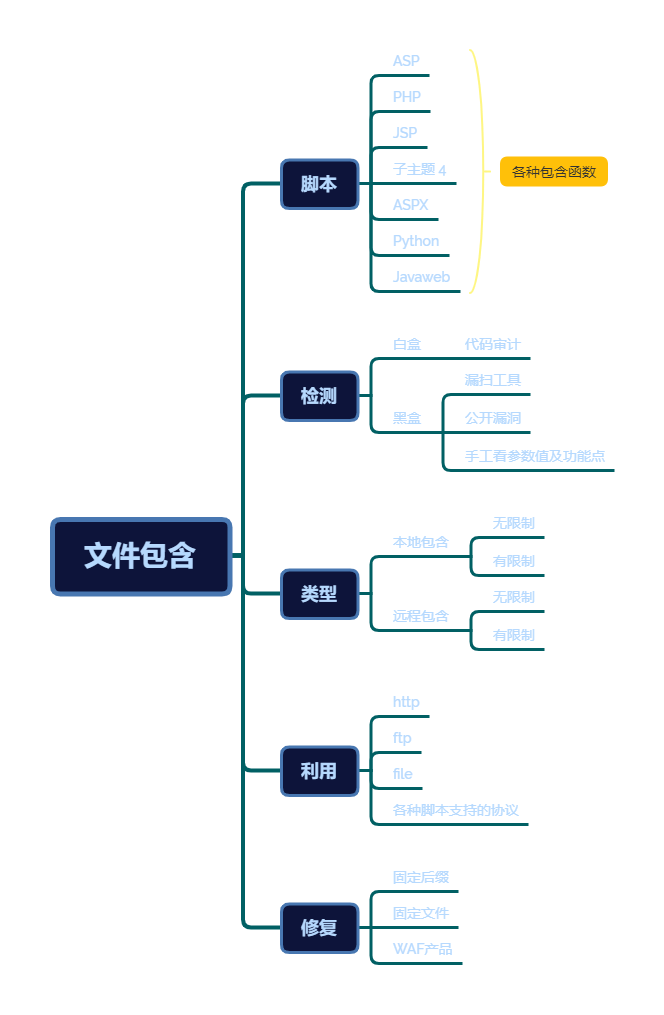 文件包含
脚本
ASP
PHP
JSP
子主题 4
ASPX
Python
Javaweb
各种包含函数
检测
白盒
代码审计
黑盒
漏扫工具
公开漏洞
手工看参数值及功能点
类型
本地包含
无限制
有限制
远程包含
无限制
有限制
利用
http
ftp
file
各种脚本支持的协议
修复
固定后缀
固定文件
WAF产品